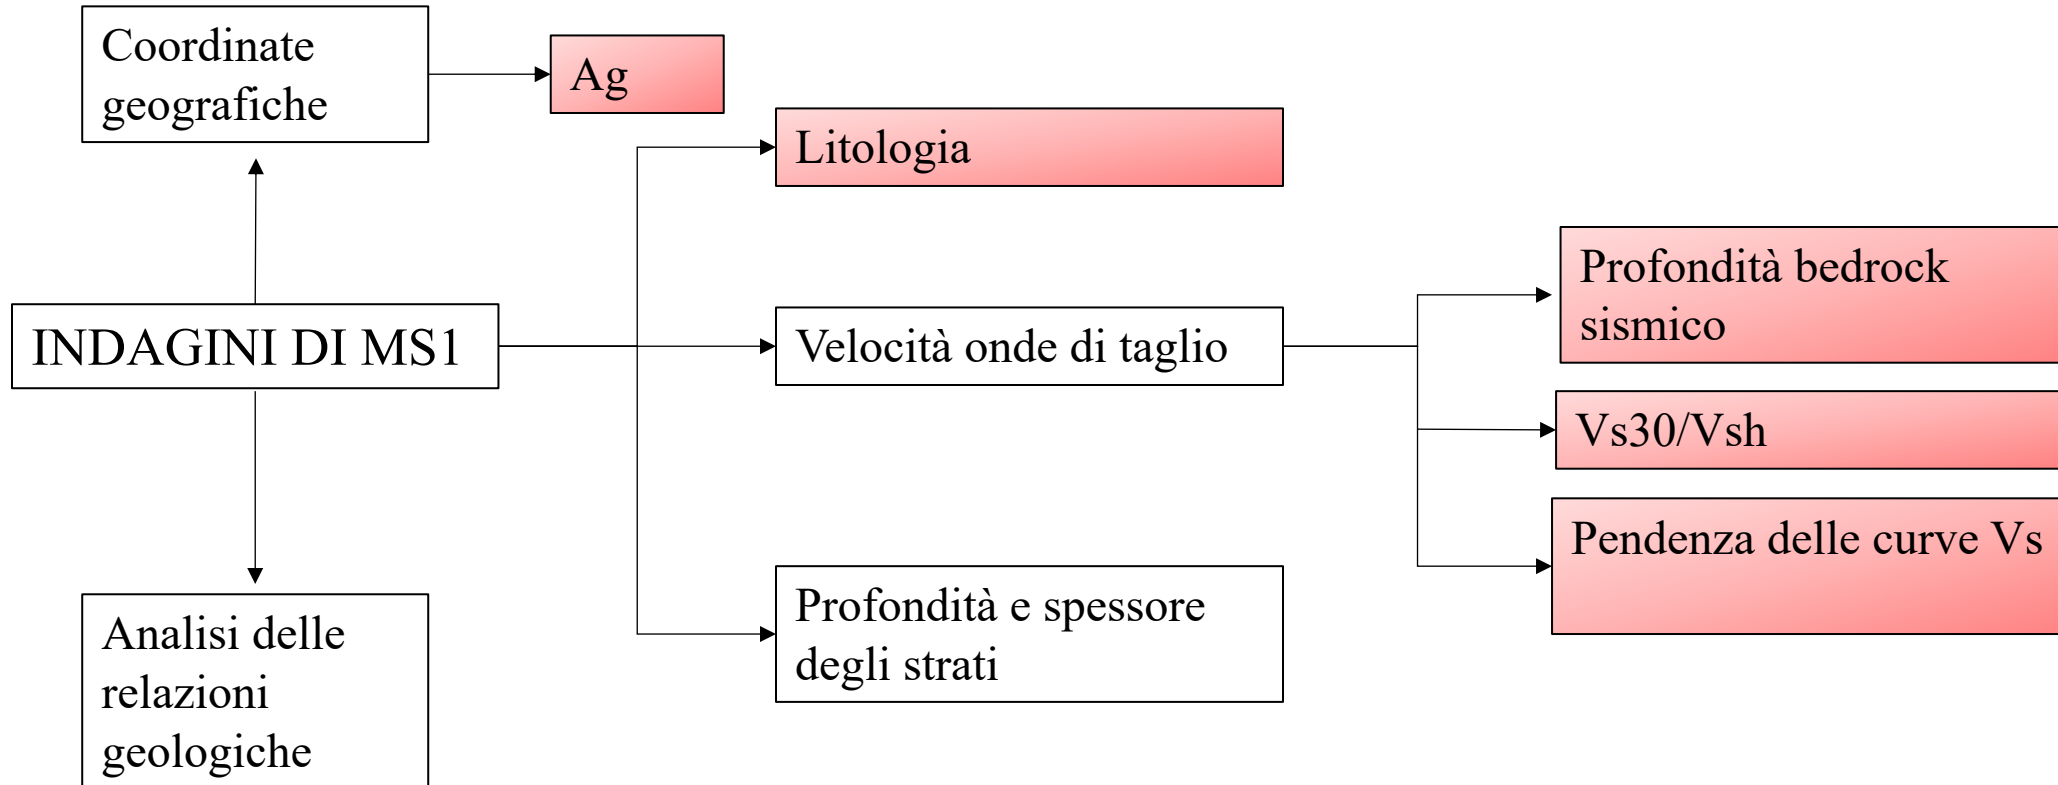 Coordinate
geografiche
Ag
Litologia
Profondità bedrock
sismico
INDAGINI DI MS1
Velocità onde di taglio
Vs30/Vsh
Pendenza delle curve Vs
Profondità e spessore
degli strati
Analisi delle
relazioni
geologiche